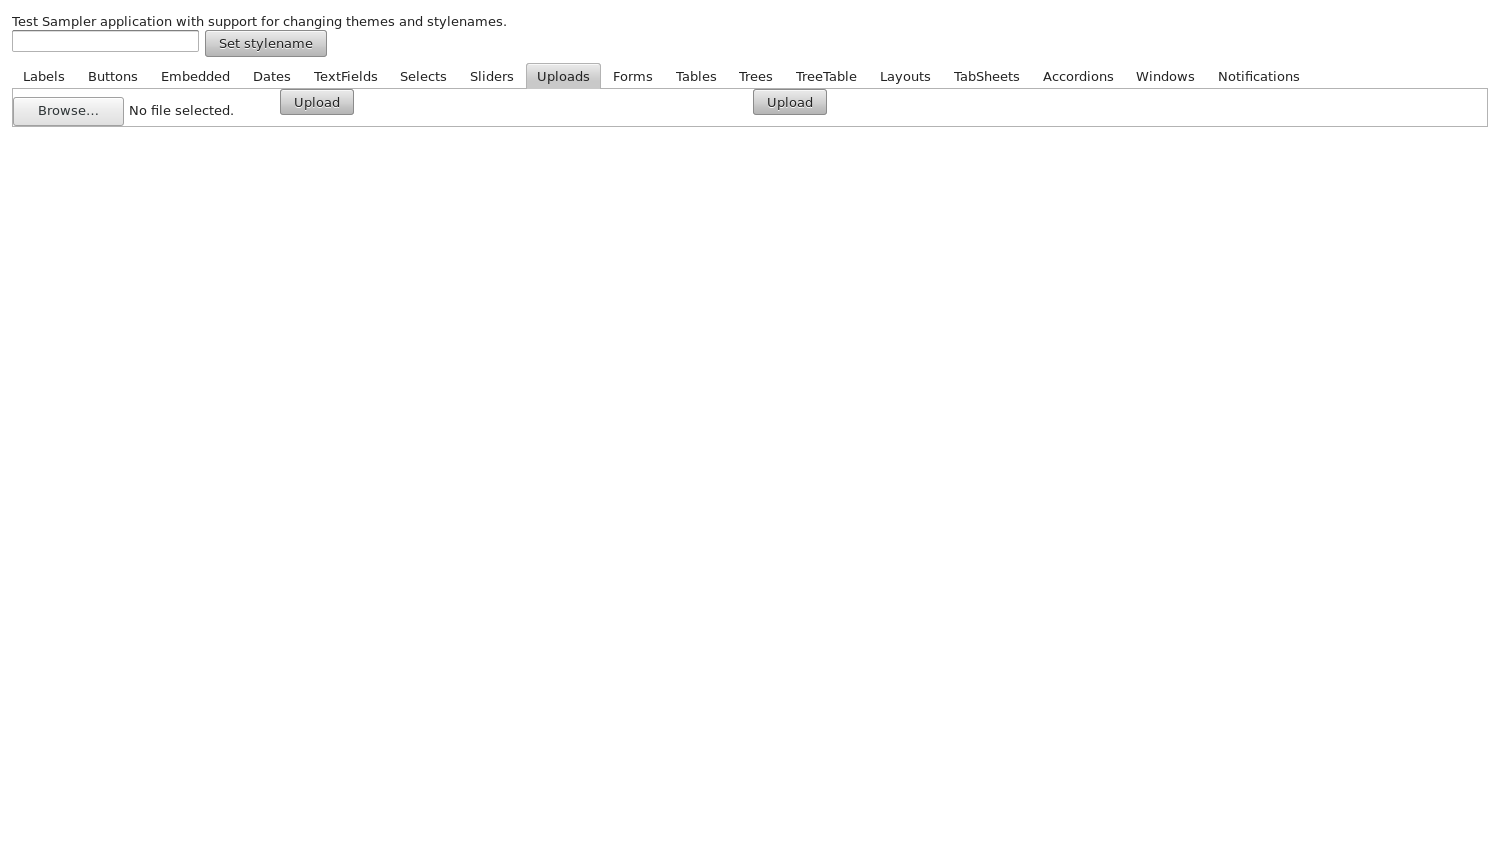 Test Sampler application with support for changing themes and stylenames.
Set stylename
Labels Buttons Embedded Dates TextFields Selects Sliders Uploads Forms Tables Trees TreeTable Layouts TabSheets Accordions Windows Notifications
Browse... No file selected. Upload Upload